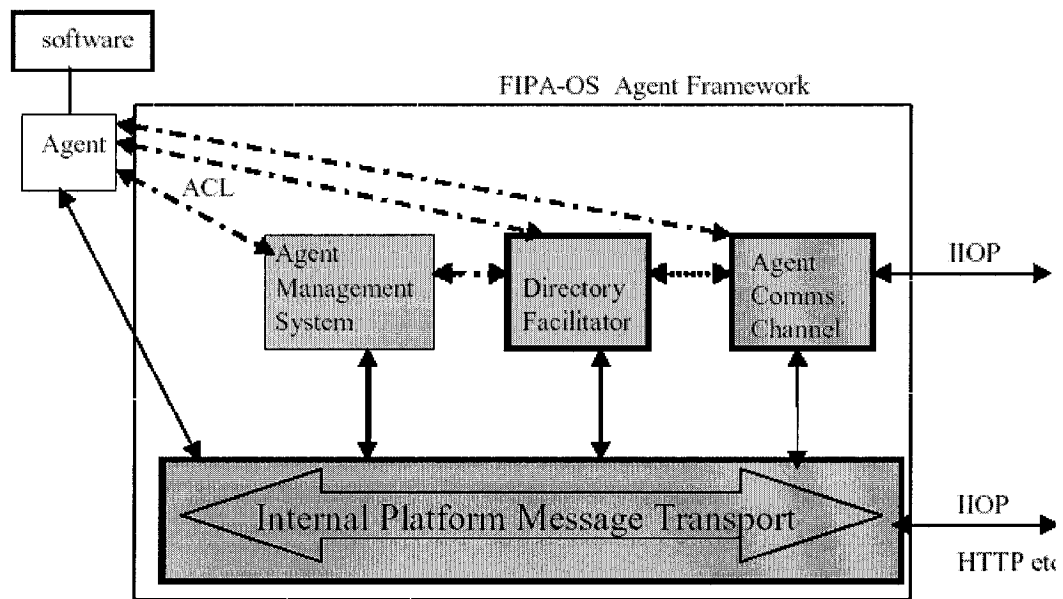 software
FIPA-OS Agent Framework
Agent
ACL
Agent
Management
System
Directory
Facilitator
Agent
Comms .
Channel
IIOP
Internal Platform Message Transport
IIOP
HTTP etc